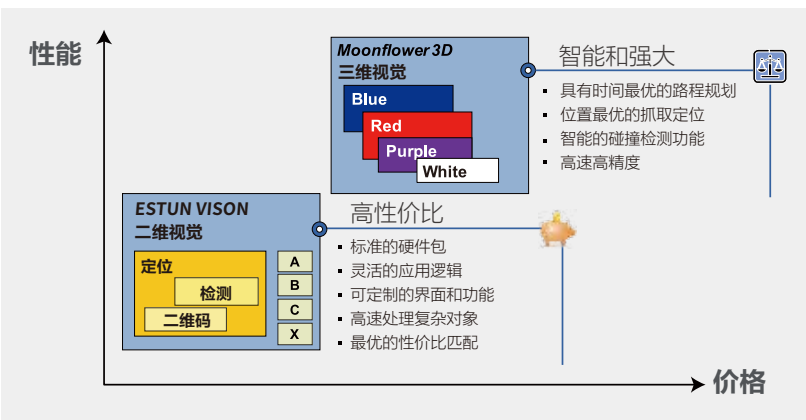 性能
Moonflower 3D
三维视觉
Blue
Red
Purple
White
智能和强大
具有时间最优的路程规划
位置最优的抓取定位
智能的碰撞检测功能
高速高精度
ESTUN VISON
二维视觉
定位
检测
二维码
A
B
C
X
高性价比
标准的硬件包
灵活的应用逻辑
可定制的界面和功能
高速处理复杂对象
最优的性价比匹配
价格